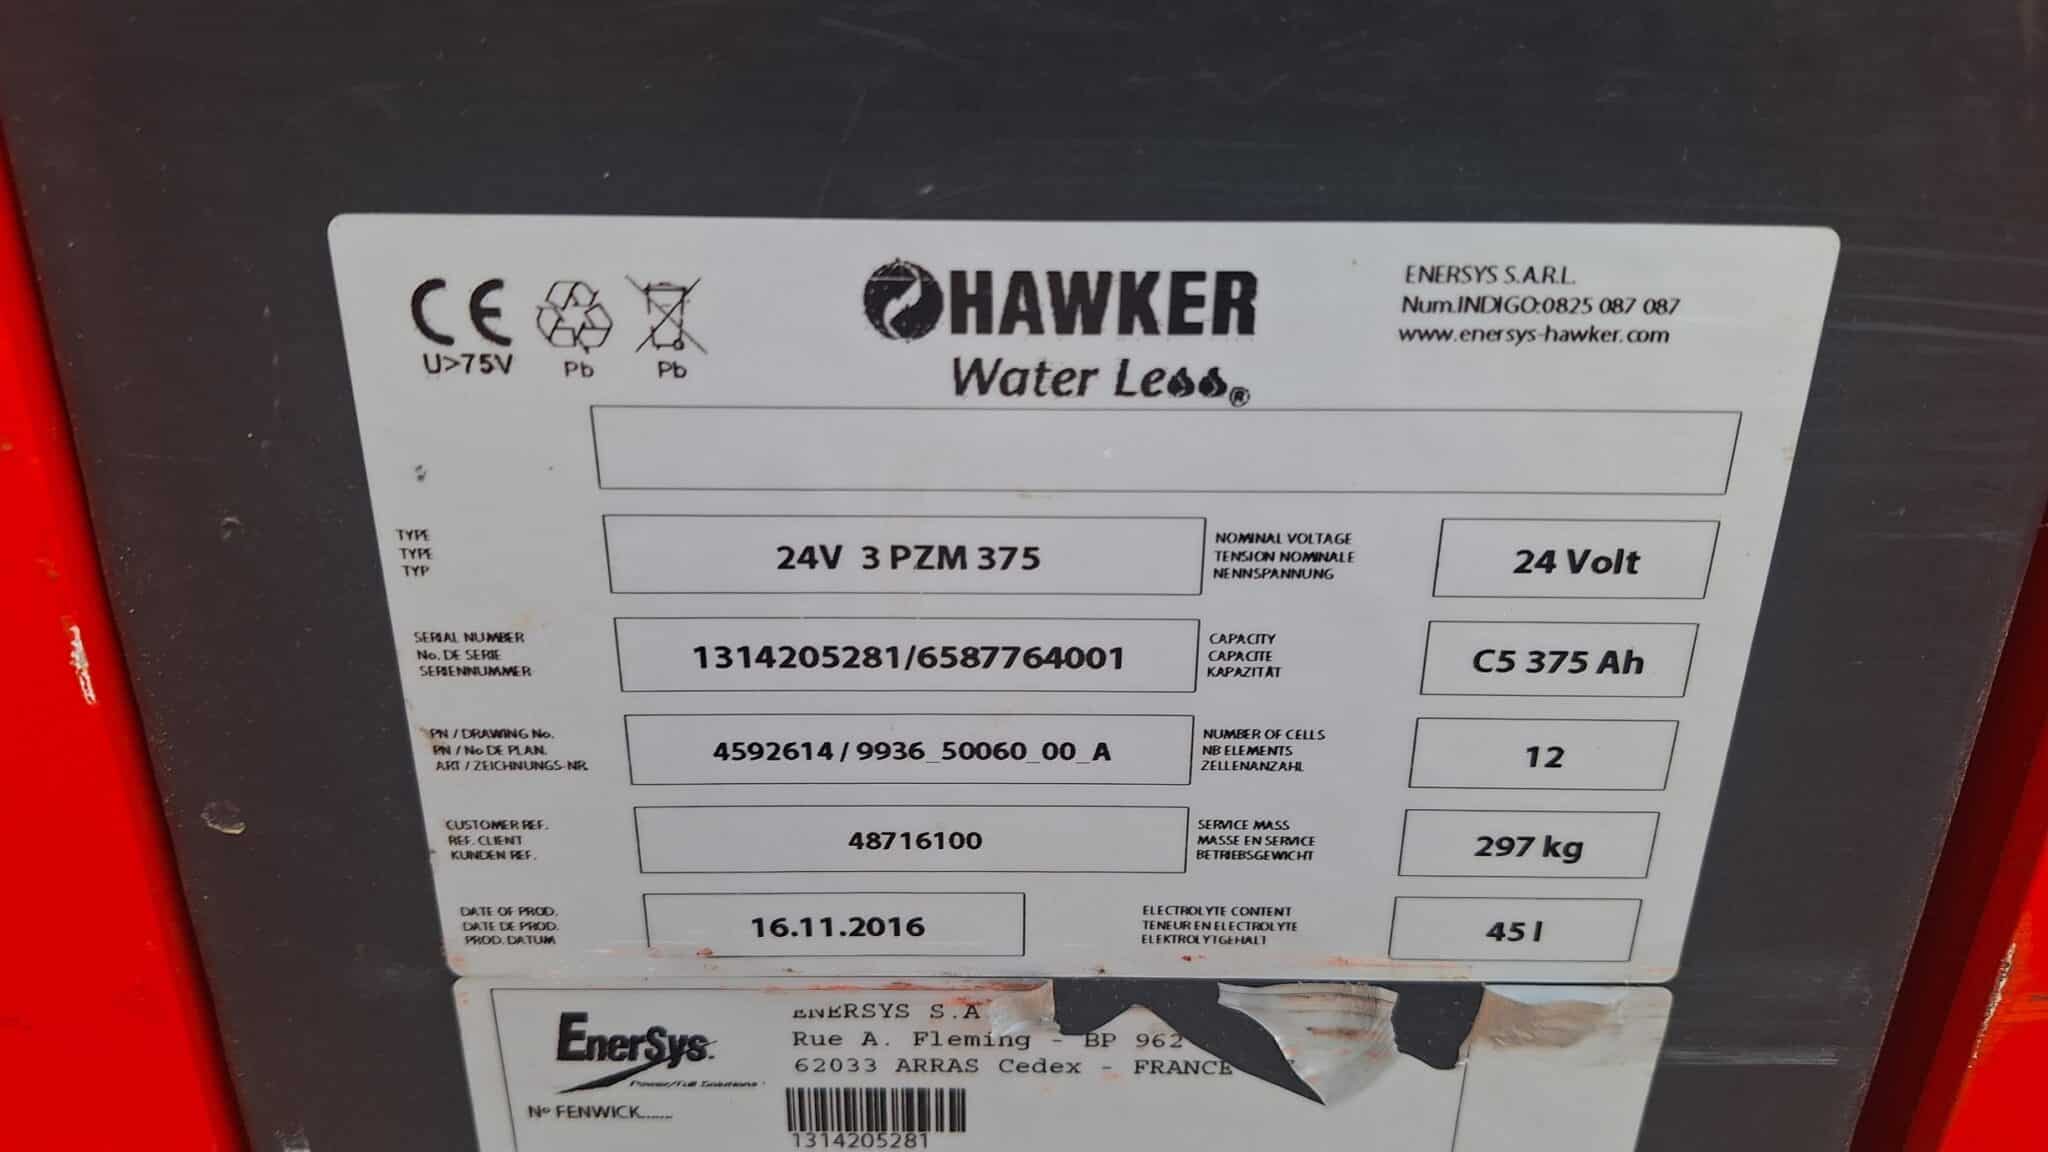 CE
U>75V
Pb
Pb
HAWKER
Water Less®
ENERSYS S.A.R.L.
Num.INDIGO:0825 087 087
www.enersys-hawker.com
TYPE
TYPE
TYP
24V 3 PZM 375
NOMINAL VOLTAGE
TENSION NOMINALE
NENNSPANNUNG
24 Volt
SERIAL NUMBER
No. DE SERIE
SERIENNUMMER
1314205281/6587764001
CAPACITY
CAPACITE
KAPAZITÄT
C5 375 Ah
PN / DRAWING No.
PN / No DE PLAN.
ART / ZEICHNUNGS-NR.
4592614 / 9936_50060_00_A
NUMBER OF CELLS
NB ELEMENTS
ZELLENANZAHL
12
CUSTOMER REF.
REF. CLIENT
KUNDEN REF.
48716100
SERVICE MASS
MASSE EN SERVICE
BETRIEBSGEWICHT
297 kg
DATE OF PROD.
DATE DE PROD.
PROD. DATUM
16.11.2016
ELECTROLYTE CONTENT
TENEUR EN ELECTROLYTE
ELEKTROLYTGEHALT
45 l
EnerSys.
Power/Full Solutions
ENERSYS S.A
Rue A. Fleming - BP 962
62033 ARRAS Cedex - FRANCE
No FENWICK......
1314205281